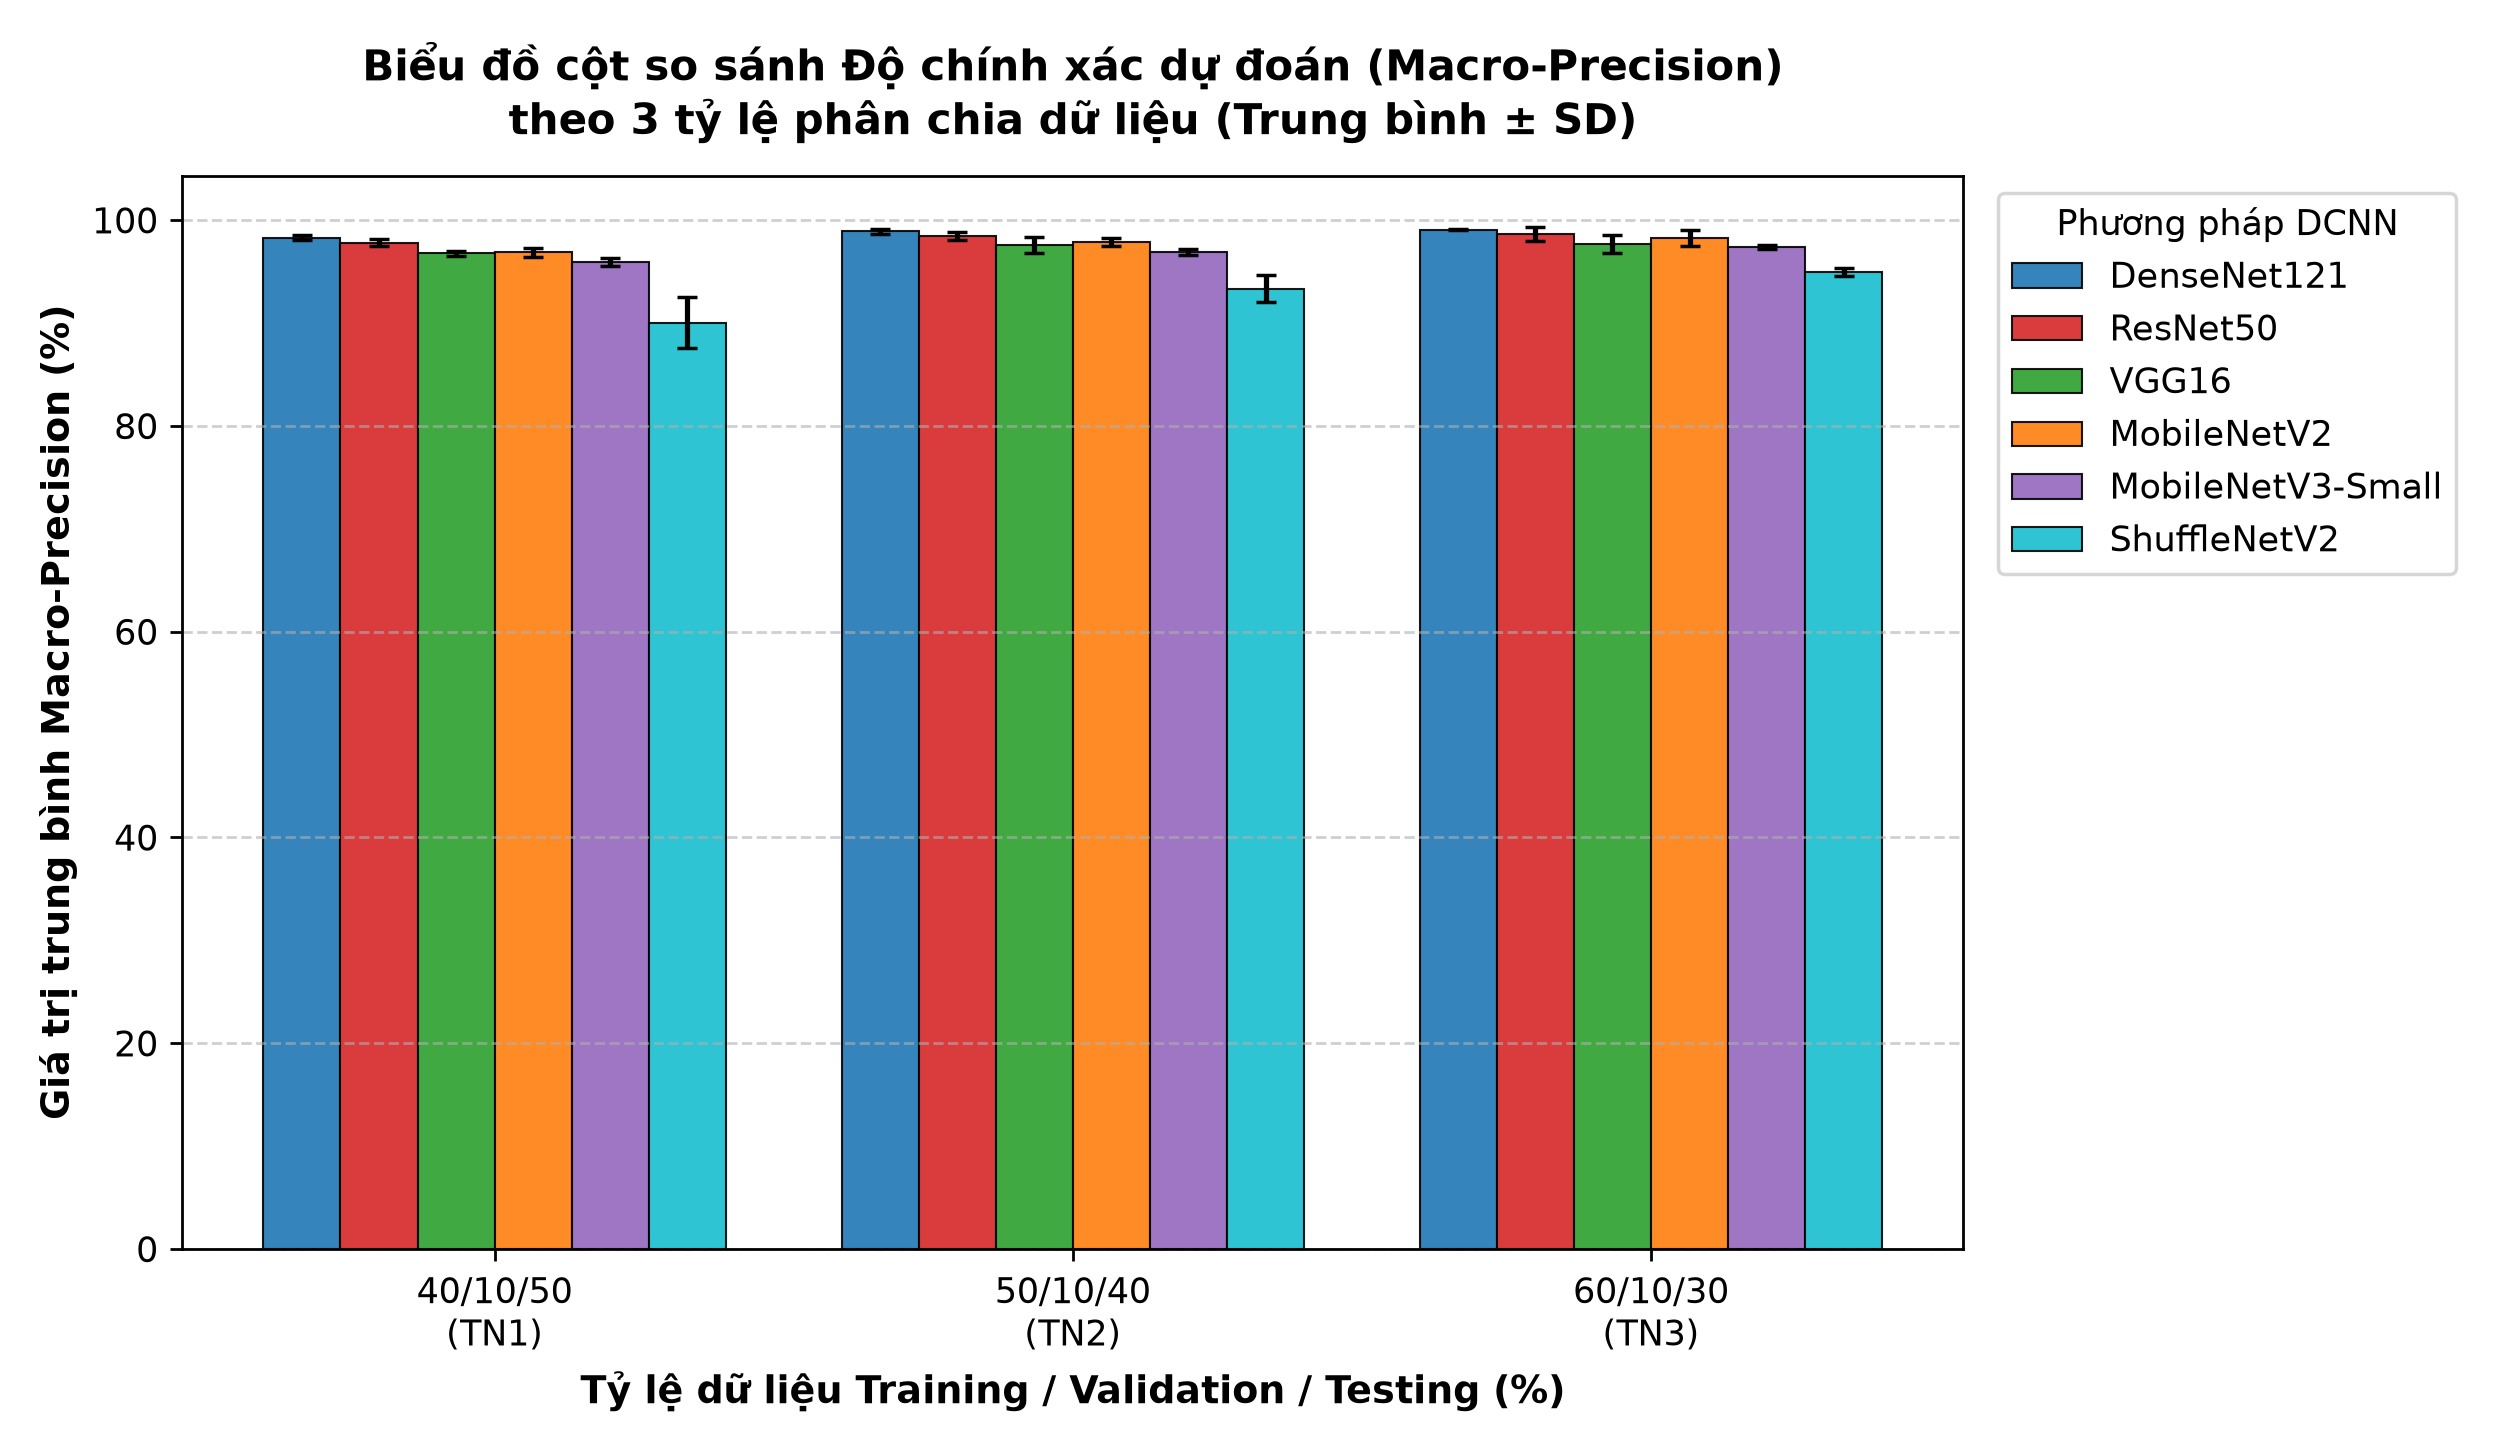 Biểu đồ cột so sánh Độ chính xác dự đoán (Macro-Precision)
theo 3 tỷ lệ phân chia dữ liệu (Trung bình ± SD)
Giá trị trung bình Macro-Precision (%)
100
80
60
40
20
0
40/10/50
(TN1)
50/10/40
(TN2)
60/10/30
(TN3)
Tỷ lệ dữ liệu Training / Validation / Testing (%)
Phương pháp DCNN
DenseNet121
ResNet50
VGG16
MobileNetV2
MobileNetV3-Small
ShuffleNetV2